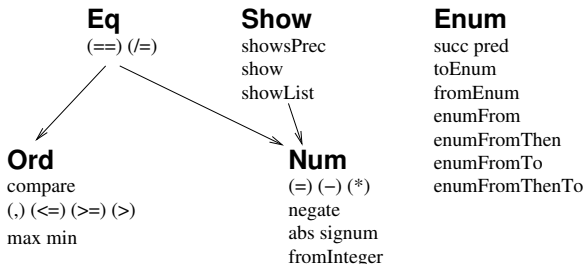 Eq
(==) (/=)
Show
showsPrec
show
showList
Enum
succ pred
toEnum
fromEnum
enumFrom
enumFromThen
enumFromTo
enumFromThenTo
Ord
compare
(,) (<=) (>=) (>)
max min
Num
(=) (−) (*)
negate
abs signum
fromInteger